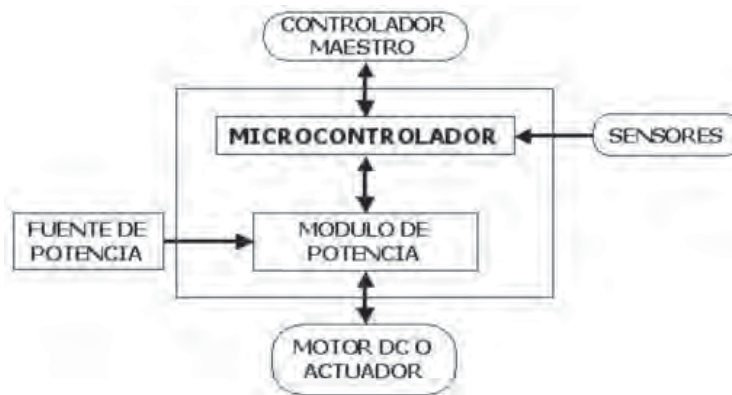 CONTROLADOR
MAESTRO
MICROCONTROLADOR
SENSORES
FUENTE DE
POTENCIA
MODULO DE
POTENCIA
MOTOR DC O
ACTUADOR